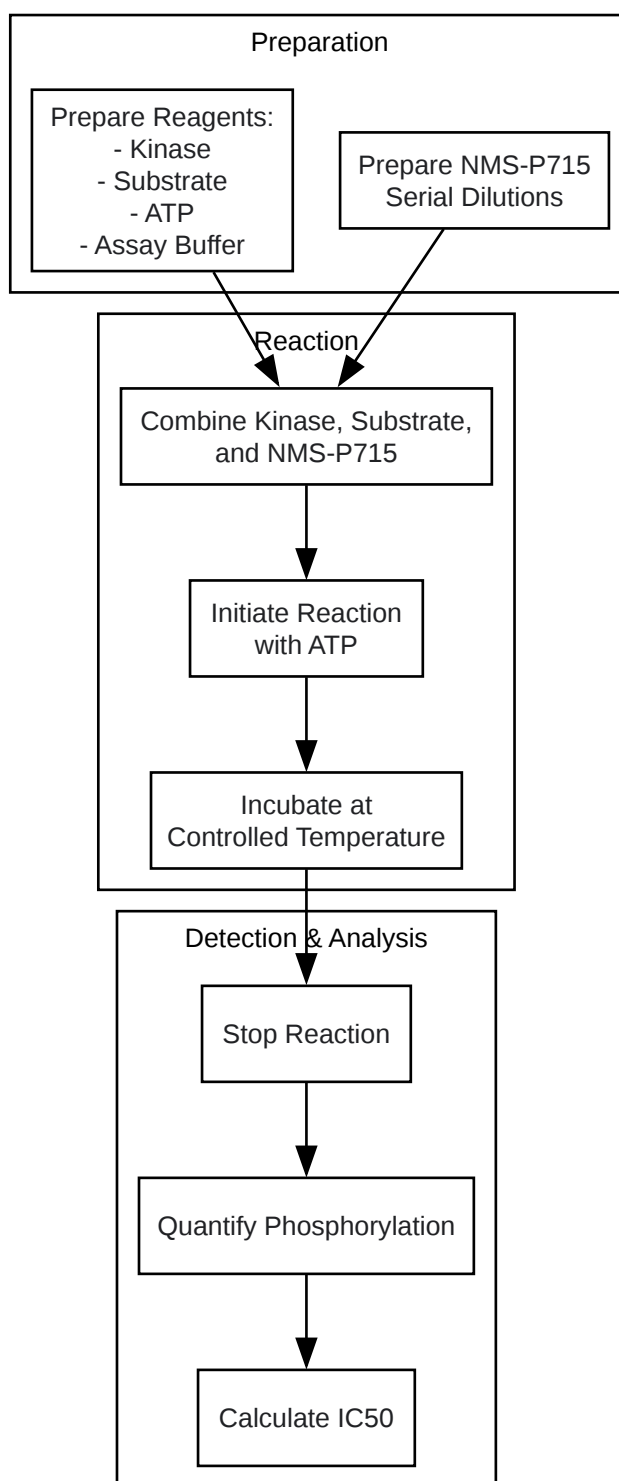 Preparation
Prepare Reagents:
- Kinase
- Substrate
- ATP
- Assay Buffer
Prepare NMS-P715
Serial Dilutions
Reaction
Combine Kinase, Substrate,
and NMS-P715
Initiate Reaction
with ATP
Incubate at
Controlled Temperature
Detection & Analysis
Stop Reaction
Quantify Phosphorylation
Calculate IC50